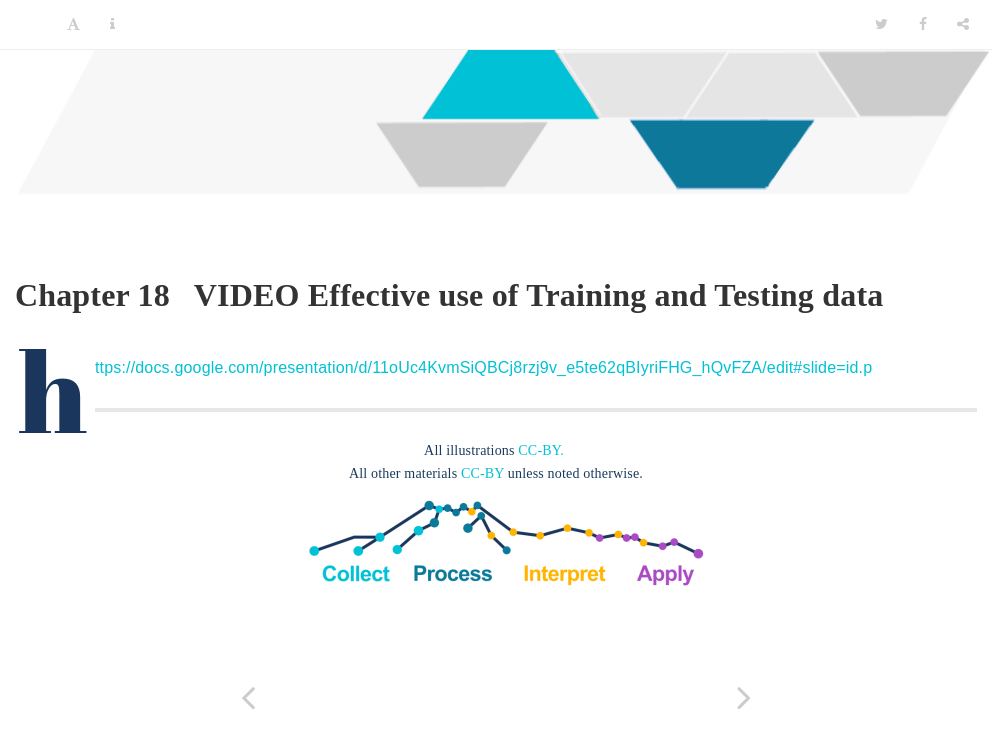 Chapter 18 VIDEO Effective use of Training and Testing data
https://docs.google.com/presentation/d/11oUc4KvmSiQBCj8rzj9v_e5te62qBIyriFHG_hQvFZA/edit#slide=id.p
All illustrations CC-BY.
All other materials CC-BY unless noted otherwise.
Collect Process Interpret Apply